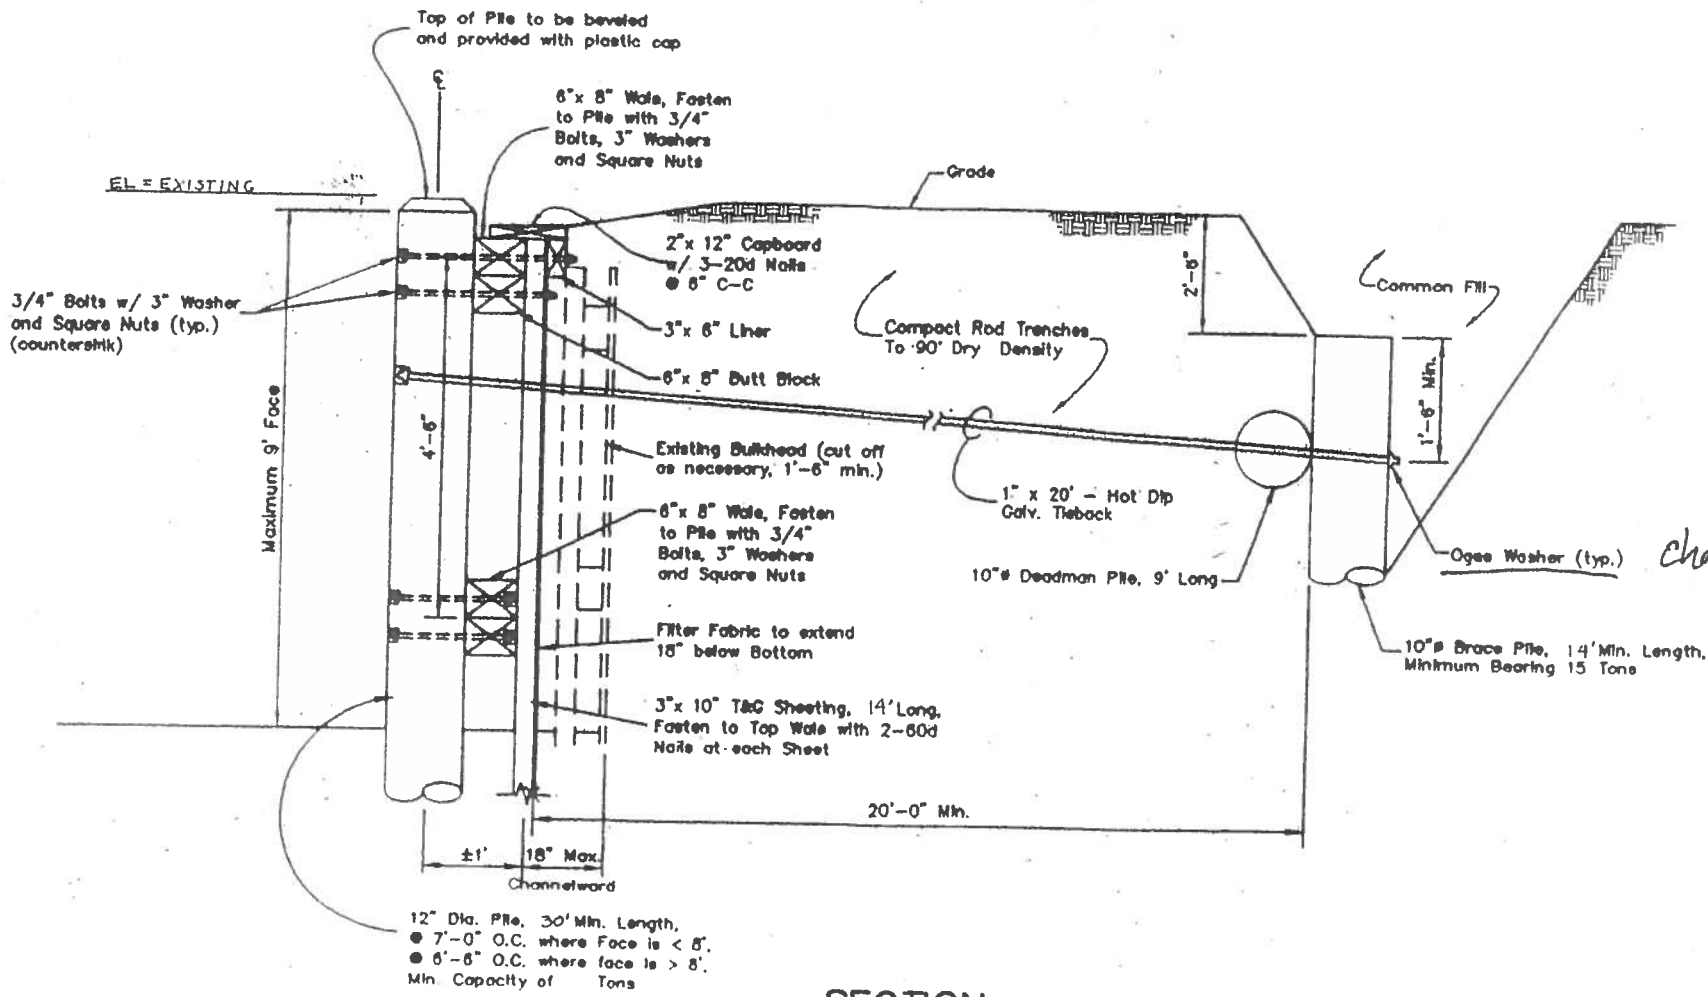 Top of Pile to be beveled
and provided with plastic cap
℄
6"x 8" Wale, Fasten
to Pile with 3/4"
Bolts, 3" Washers
and Square Nuts
EL = EXISTING
Grade
2"x 12" Capboard
w/ 3-20d Nails
@ 6" C-C
2'-6"
Common Fill
3/4" Bolts w/ 3" Washer
and Square Nuts (typ.)
(countersink)
3"x 6" Liner
Compact Rod Trenches
To 90' Dry Density
6"x 8" Butt Block
1'-6" Min.
Maximum 9' Face
4'-6"
Existing Bulkhead (cut off
as necessary, 1'-6" min.)
1" x 20' - Hot Dip
Galv. Tieback
6"x 8" Wale, Fasten
to Pile with 3/4"
Bolts, 3" Washers
and Square Nuts
10"ø Deadman Pile, 9' Long
Ogee Washer (typ.)
Filter Fabric to extend
18" below Bottom
10"ø Brace Pile, 14' Min. Length,
Minimum Bearing 15 Tons
3"x 10" T&G Sheeting, 14' Long,
Fasten to Top Wale with 2-60d
Nails at each Sheet
20'-0" Min.
±1'
18" Max.
Channelward
12" Dia. Pile, 30' Min. Length,
@ 7'-0" O.C. where Face is < 8',
@ 6'-6" O.C. where face is > 8',
Min. Capacity of Tons
SECTION